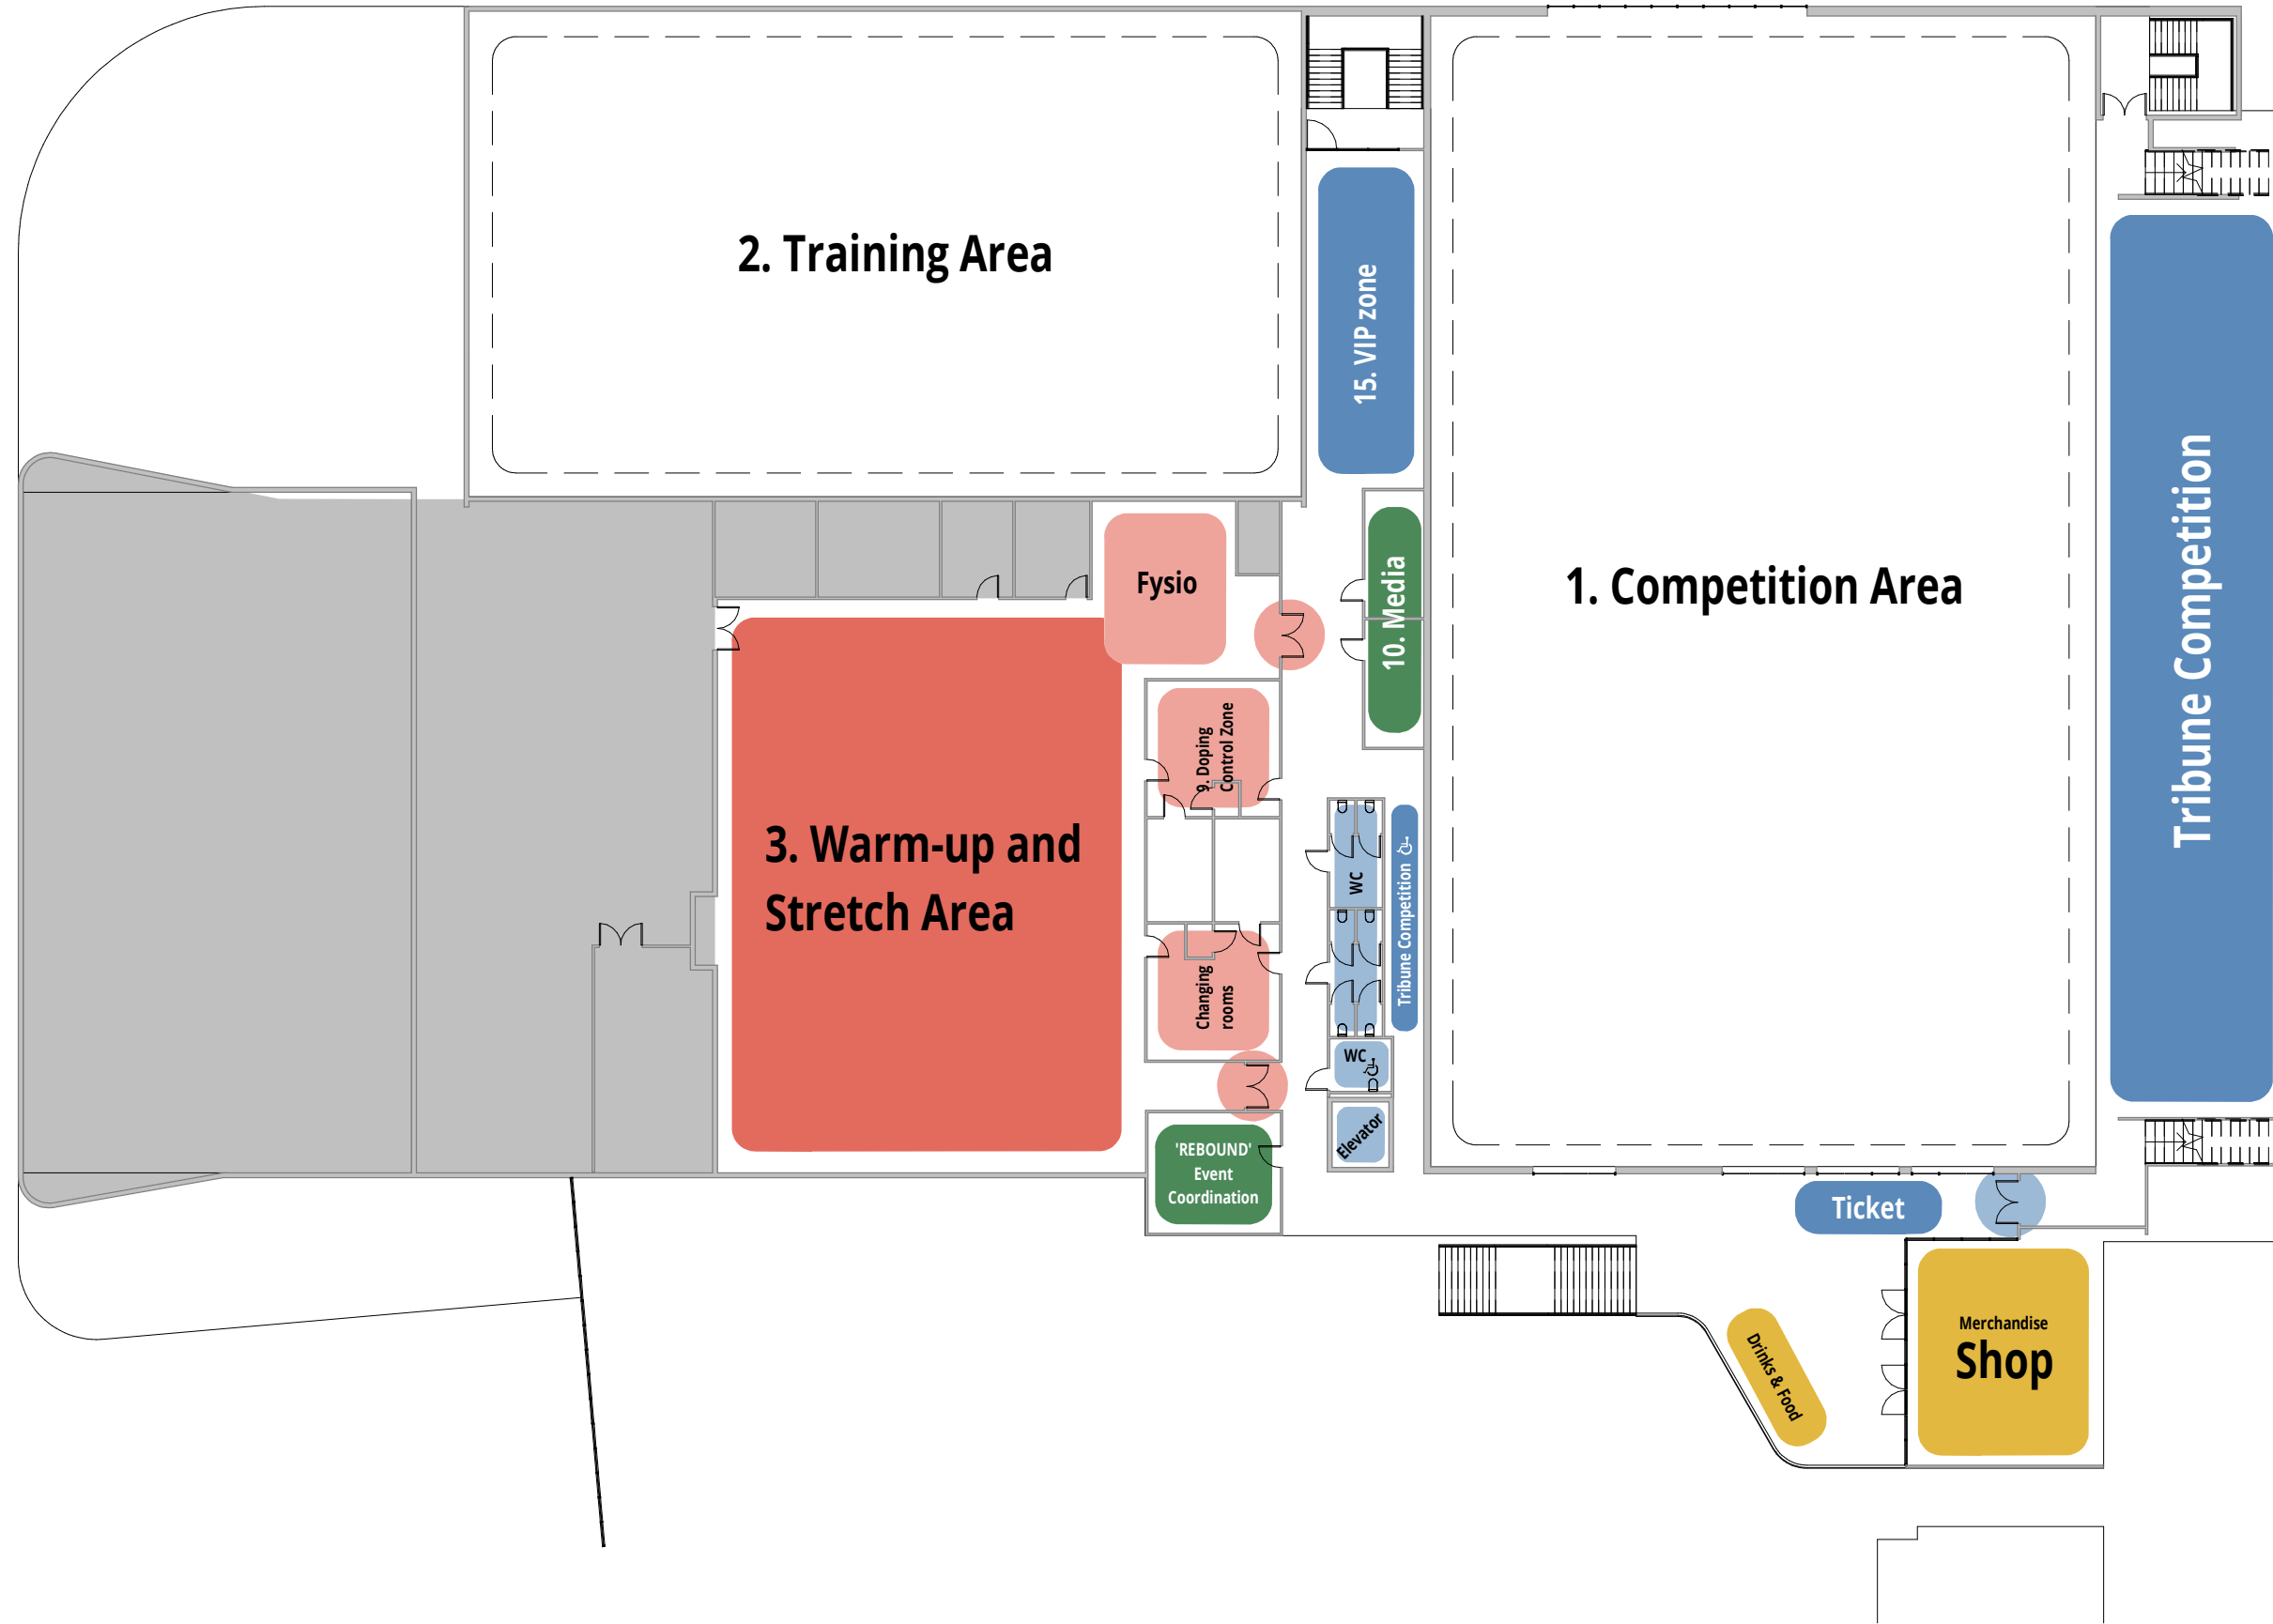 2. Training Area
15. VIP zone
1. Competition Area
Tribune Competition
Fysio
10. Media
9. Doping
Control Zone
3. Warm-up and
Stretch Area
WC
Tribune Competition
Changing
rooms
WC
Elevator
'REBOUND'
Event
Coordination
Ticket
Merchandise
Shop
Drinks & Food